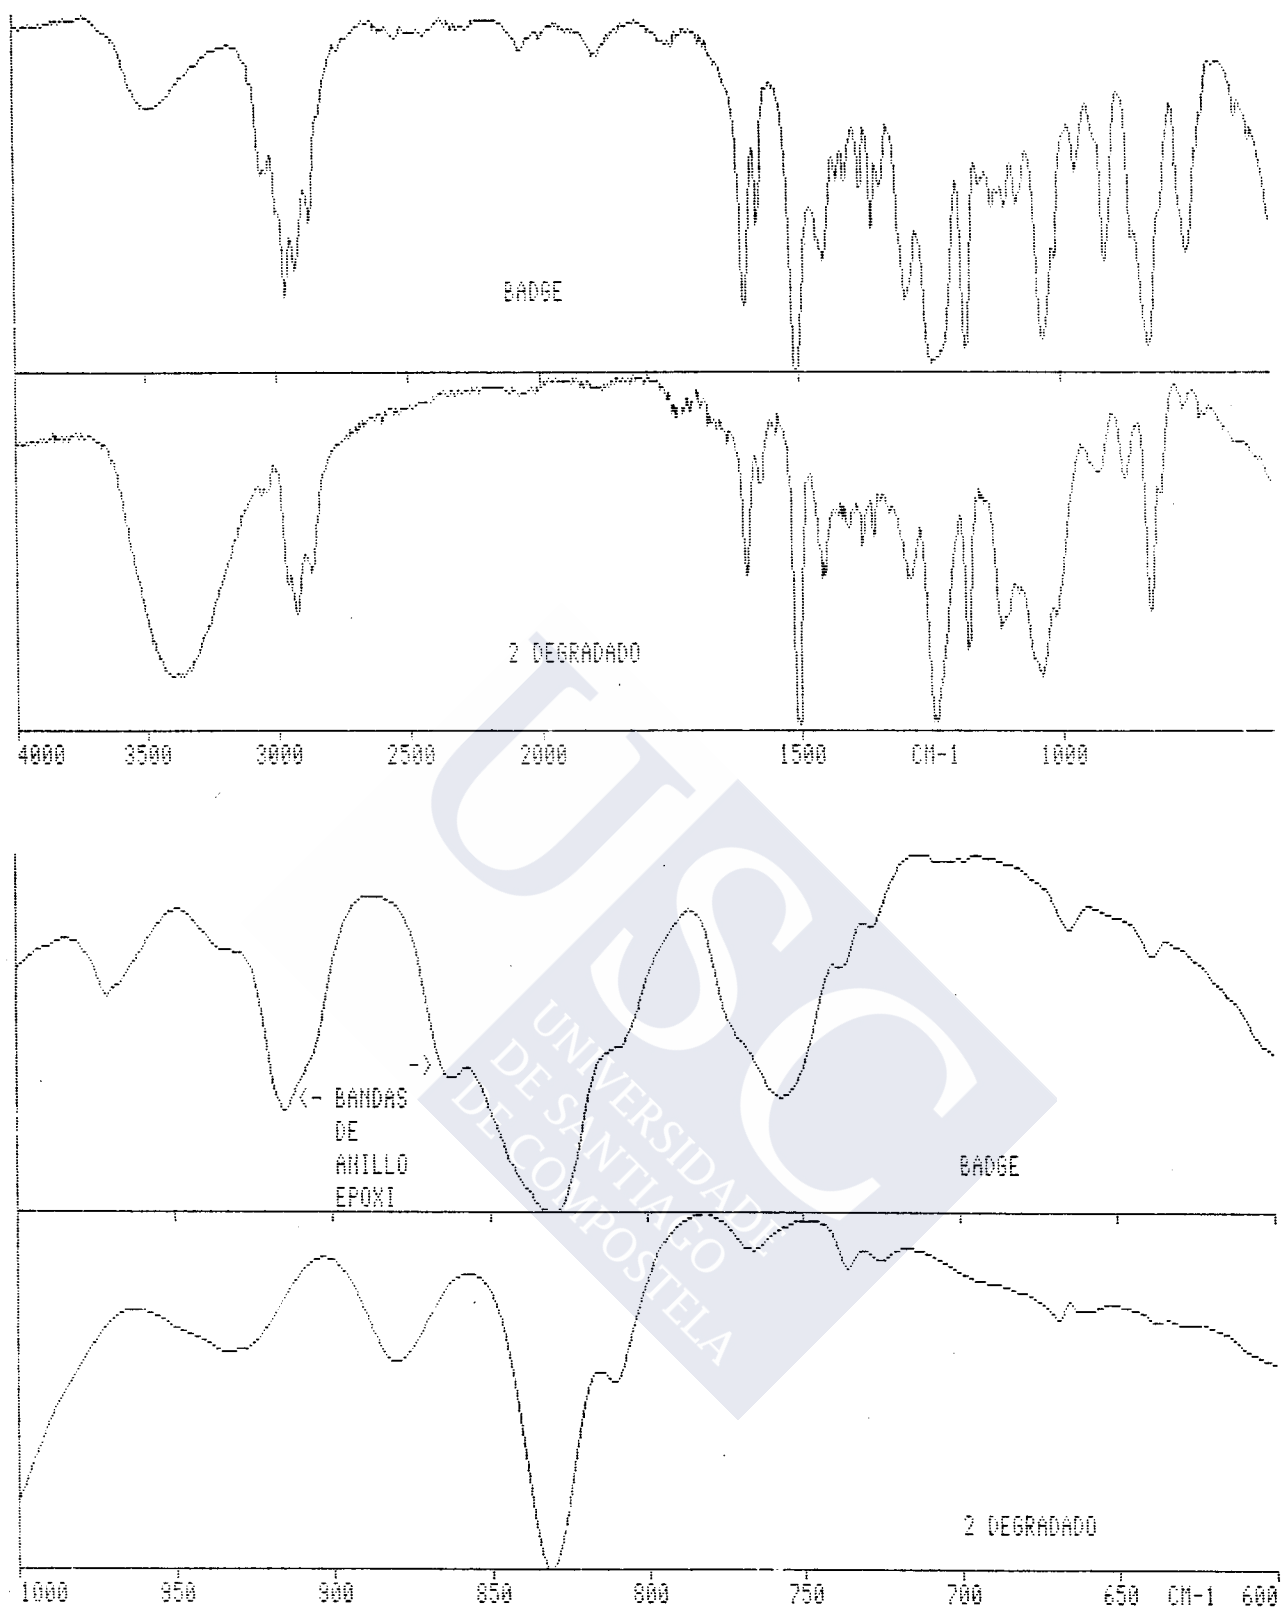 BADGE
2 DEGRADADO
4000 3500 3000 2500 2000 1500 CM-1 1000
<- BANDAS ->
DE
ANILLO
EPOXI
BADGE
2 DEGRADADO
1000 950 900 850 800 750 700 650 CM-1 600
USC
UNIVERSIDADE
DE SANTIAGO
DE COMPOSTELA